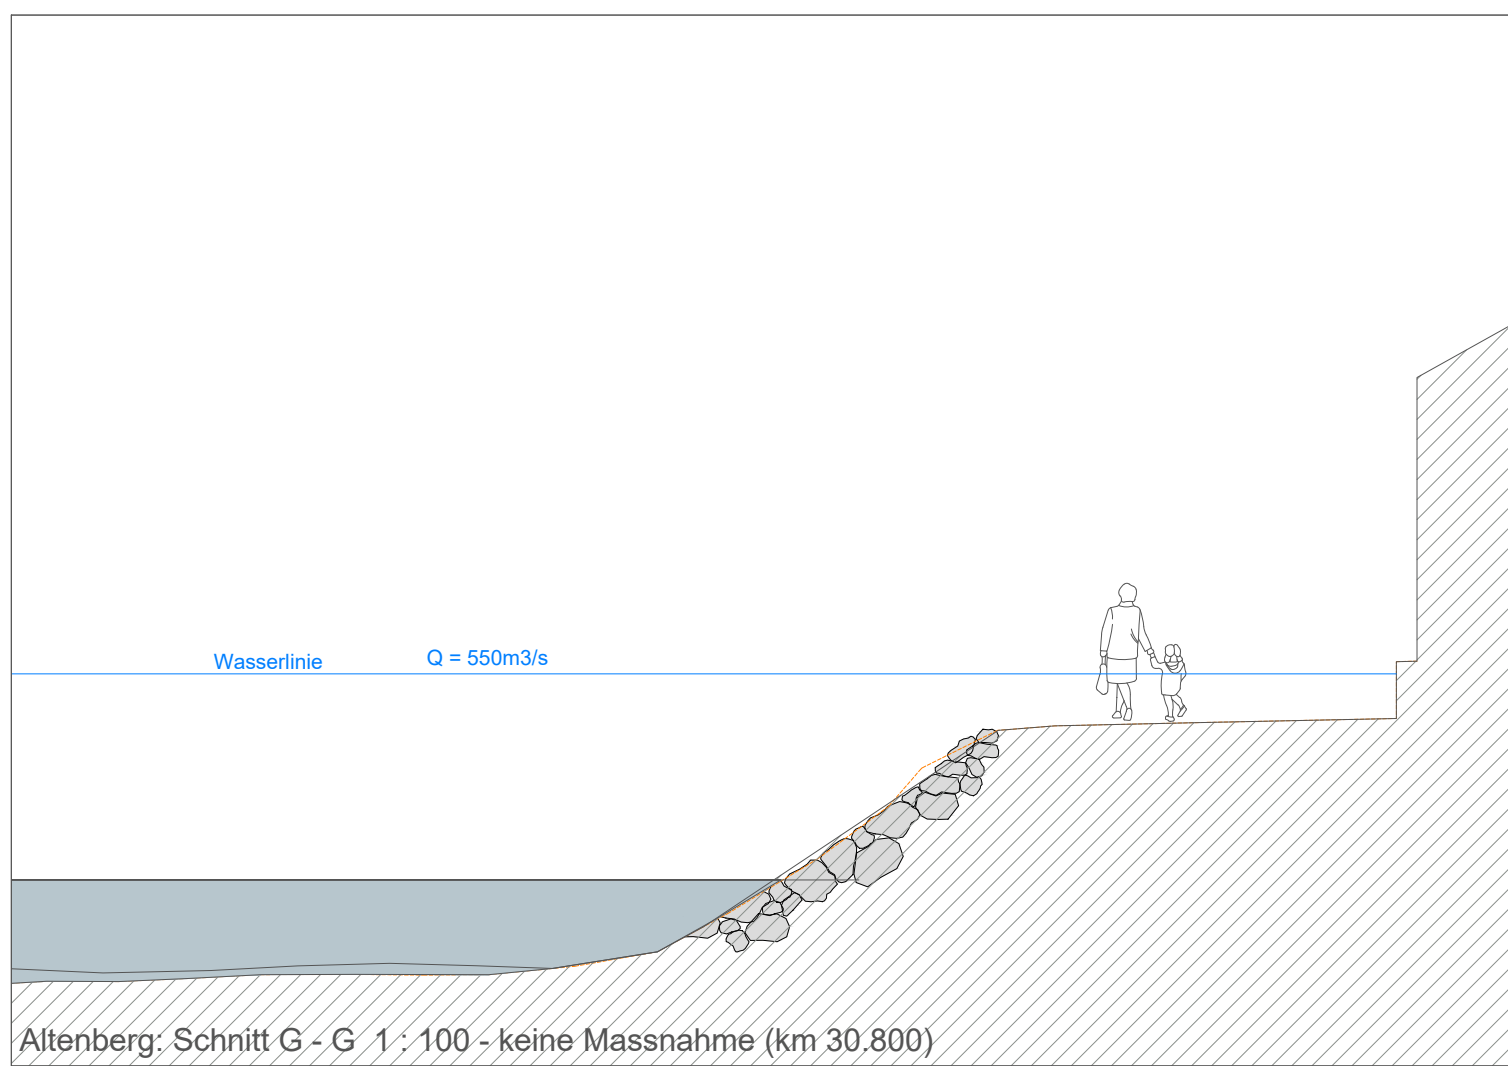 Wasserlinie Q = 550m3/s
Altenberg: Schnitt G - G 1 : 100 - keine Massnahme (km 30.800)